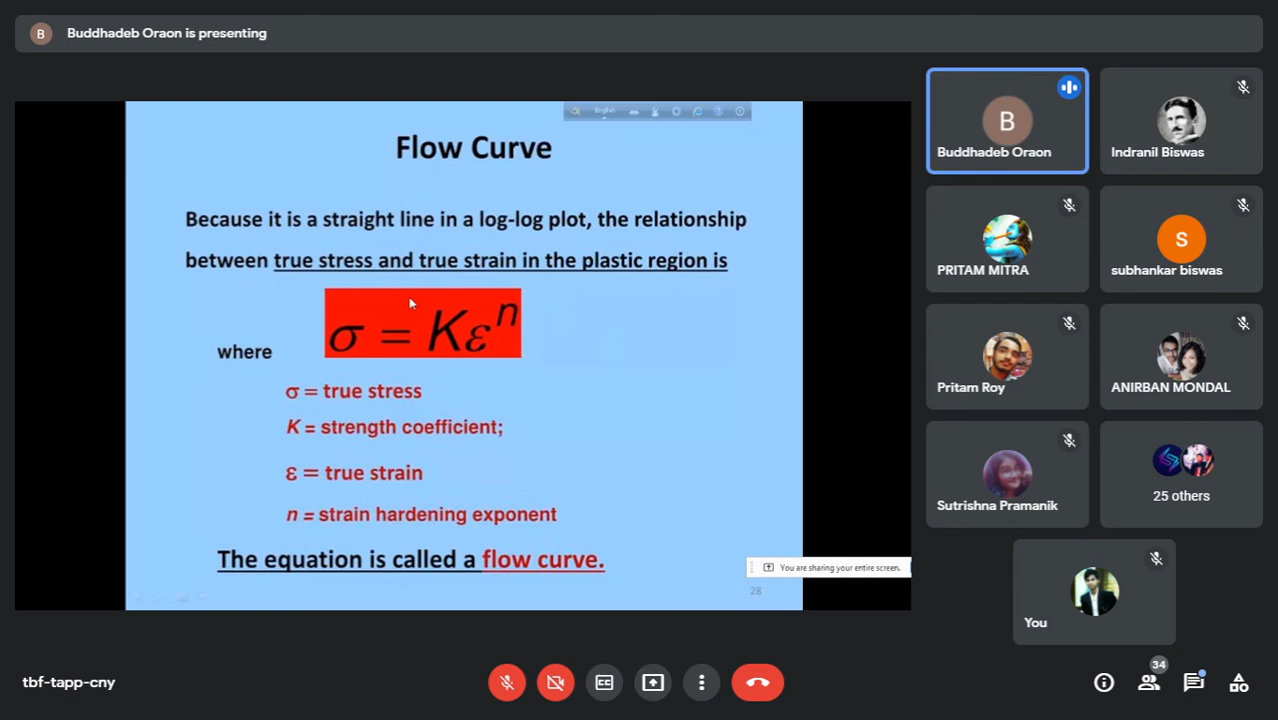 B Buddhadeb Oraon is presenting
English
Flow Curve
Because it is a straight line in a log-log plot, the relationship
between true stress and true strain in the plastic region is
σ = Kεⁿ
where
σ = true stress
K = strength coefficient;
ε = true strain
n = strain hardening exponent
The equation is called a flow curve.
You are sharing your entire screen.
28
B
Buddhadeb Oraon
Indranil Biswas
PRITAM MITRA
S
subhankar biswas
Pritam Roy
ANIRBAN MONDAL
Sutrishna Pramanik
25 others
You
tbf-tapp-cny
CC
34